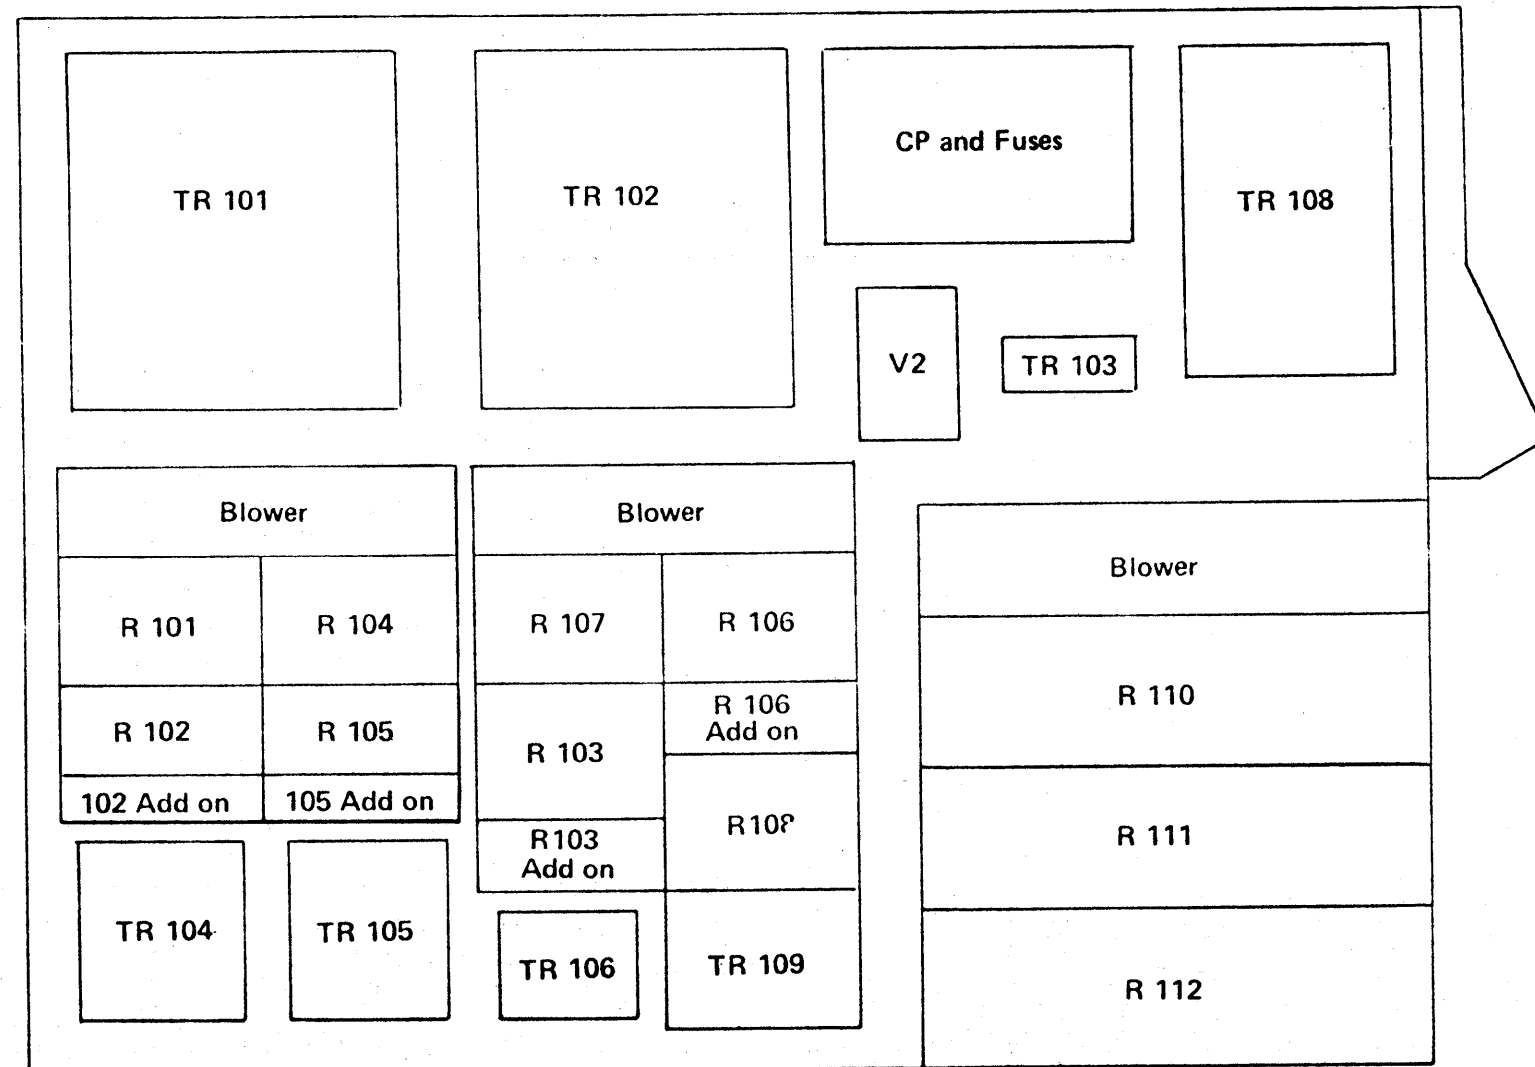 TR 101
TR 102
CP and Fuses
TR 108
V2
TR 103
Blower
R 101
R 104
R 102
R 105
102 Add on
105 Add on
Blower
R 107
R 106
R 106
Add on
R 103
R103
Add on
R108
Blower
R 110
R 111
R 112
TR 104
TR 105
TR 106
TR 109